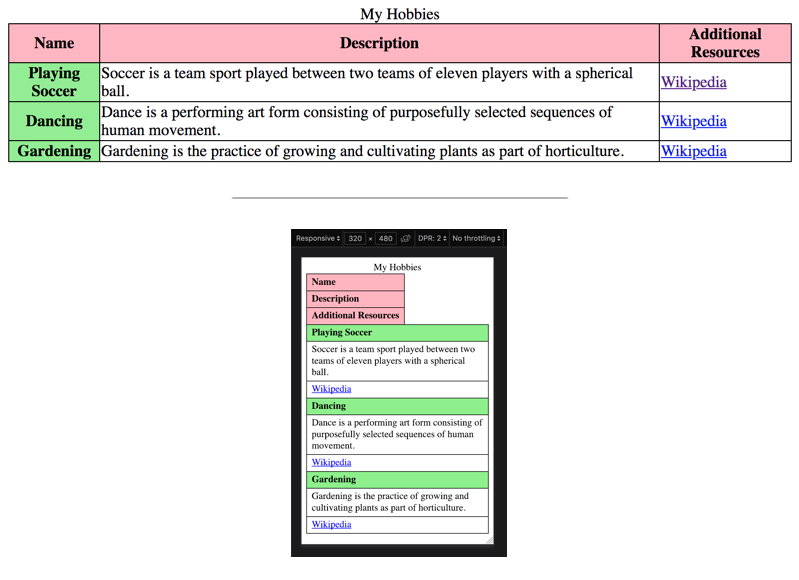 My Hobbies
Name Description Additional
Resources
Playing
Soccer Soccer is a team sport played between two teams of eleven players with a spherical
ball. Wikipedia
Dancing Dance is a performing art form consisting of purposefully selected sequences of
human movement. Wikipedia
Gardening Gardening is the practice of growing and cultivating plants as part of horticulture. Wikipedia
Responsive 320 × 480 DPR: 2 No throttling
My Hobbies
Name
Description
Additional Resources
Playing Soccer
Soccer is a team sport played between two
teams of eleven players with a spherical
ball.
Wikipedia
Dancing
Dance is a performing art form consisting of
purposefully selected sequences of human
movement.
Wikipedia
Gardening
Gardening is the practice of growing and
cultivating plants as part of horticulture.
Wikipedia